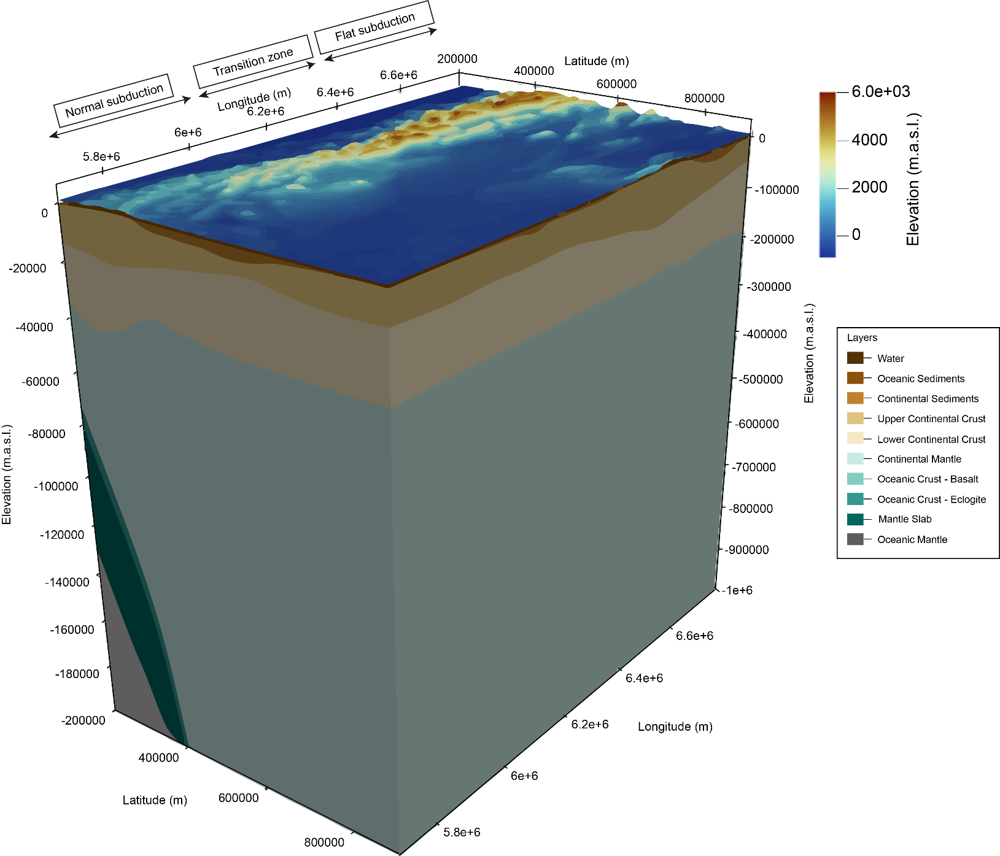 Flat subduction
Transition zone
Normal subduction
200000
Latitude (m)
400000
600000
800000
6.6e+6
Longitude (m)
6.4e+6
6.2e+6
6e+6
5.8e+6
6.0e+03
4000
2000
0
Elevation (m.a.s.l.)
0
-20000
-40000
-60000
-80000
-100000
-120000
-140000
-160000
-180000
-200000
Elevation (m.a.s.l.)
0
-100000
-200000
-300000
-400000
-500000
-600000
-700000
-800000
-900000
-1e+6
Elevation (m.a.s.l.)
Layers
Water
Oceanic Sediments
Continental Sediments
Upper Continental Crust
Lower Continental Crust
Continental Mantle
Oceanic Crust - Basalt
Oceanic Crust - Eclogite
Mantle Slab
Oceanic Mantle
6.6e+6
6.4e+6
6.2e+6
Longitude (m)
6e+6
5.8e+6
400000
Latitude (m)
600000
800000